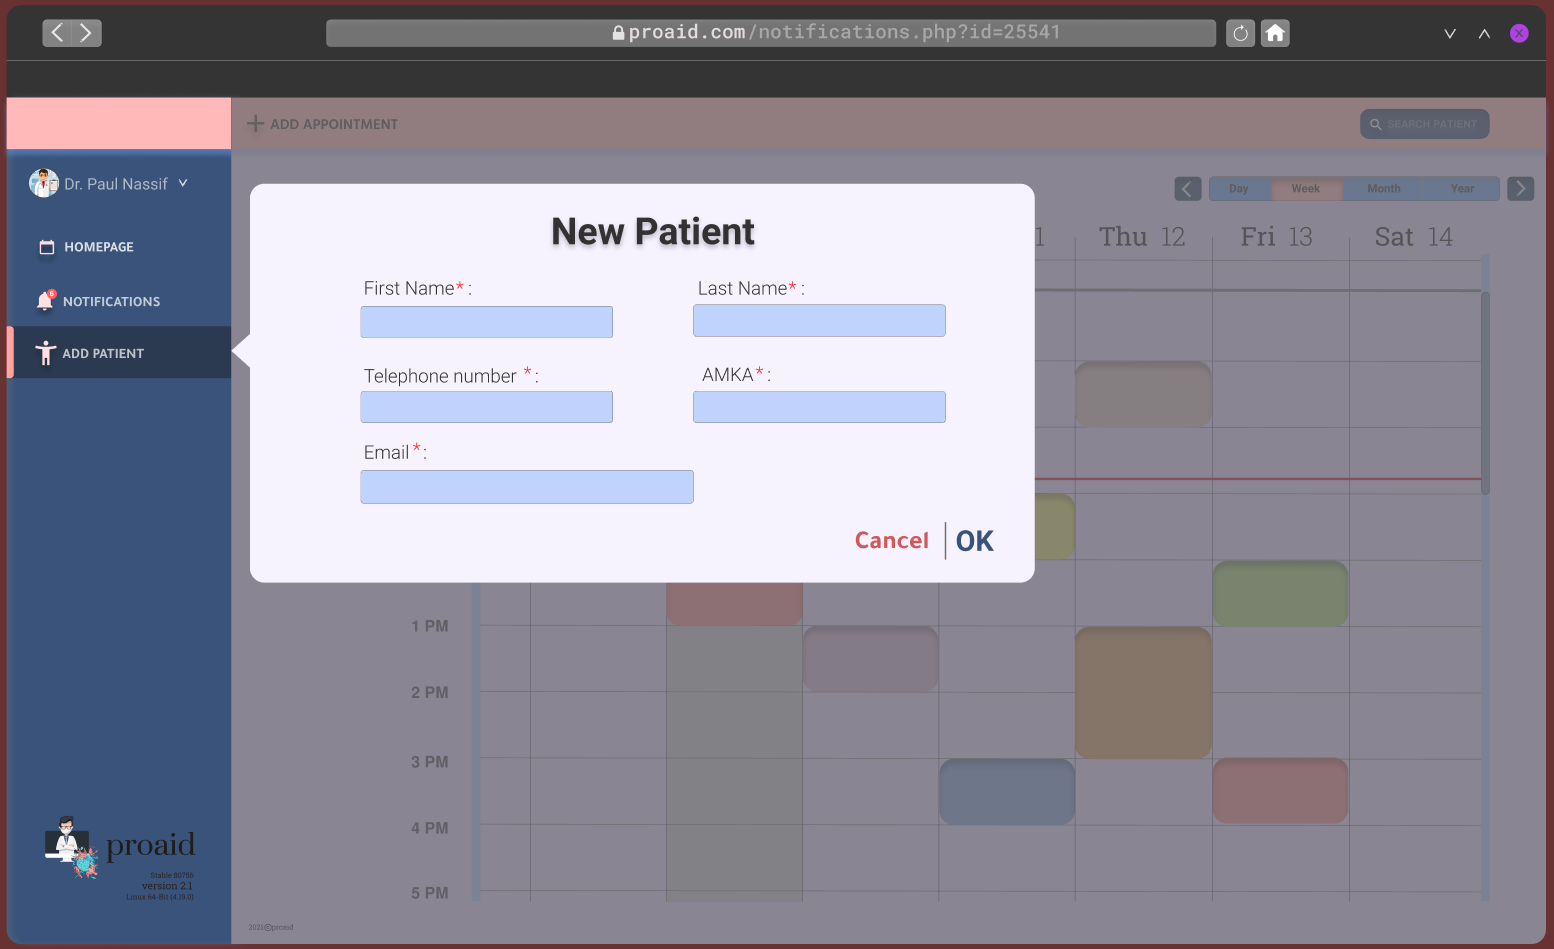 proaid.com/notifications.php?id=25541
ADD APPOINTMENT
SEARCH PATIENT
Dr. Paul Nassif
HOMEPAGE
6
NOTIFICATIONS
ADD PATIENT
Day Week Month Year
1 Thu 12 Fri 13 Sat 14
New Patient
First Name* :
Last Name* :
Telephone number * :
AMKA* :
Email * :
Cancel OK
1 PM
2 PM
3 PM
4 PM
5 PM
proaid
Stable 80756
version 2.1
Linux 64-Bit (4.19.0)
2021©proaid